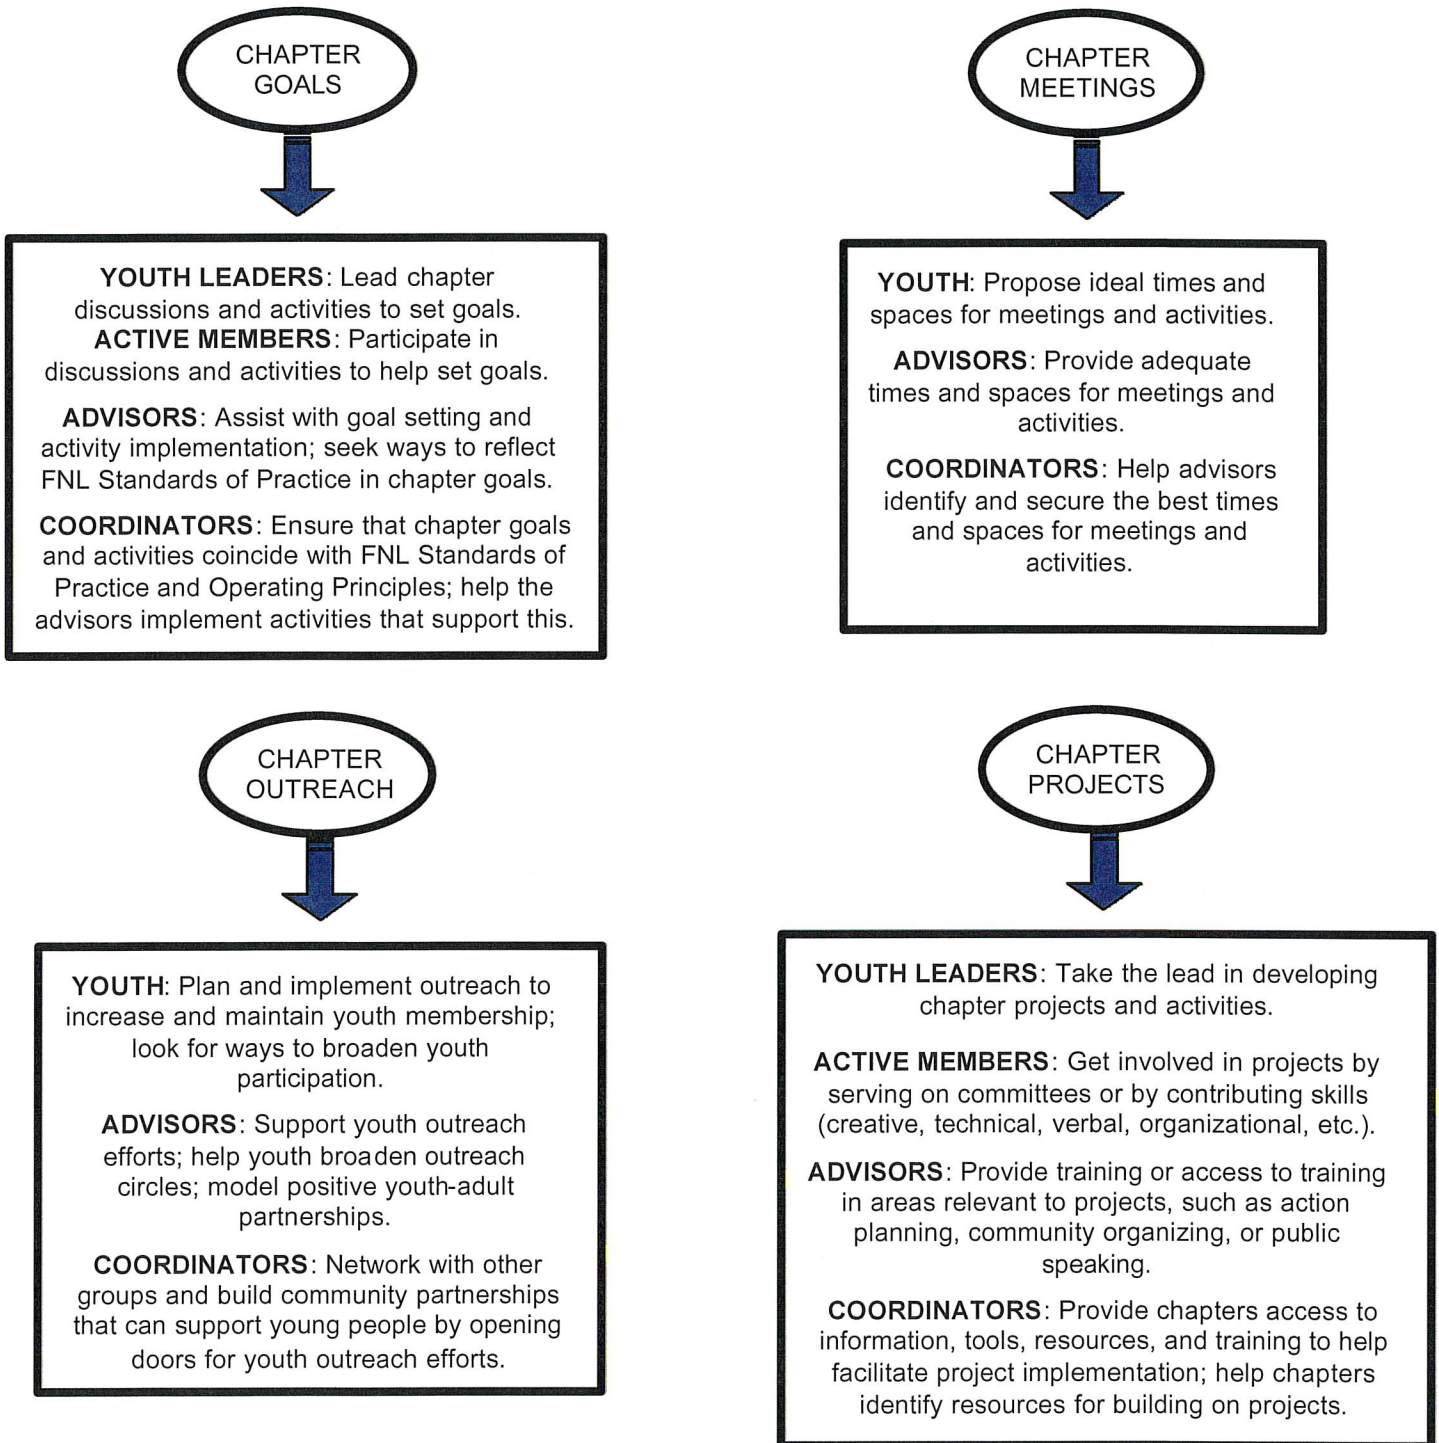 CHAPTER
GOALS
YOUTH LEADERS: Lead chapter
discussions and activities to set goals.
ACTIVE MEMBERS: Participate in
discussions and activities to help set goals.
ADVISORS: Assist with goal setting and
activity implementation; seek ways to reflect
FNL Standards of Practice in chapter goals.
COORDINATORS: Ensure that chapter goals
and activities coincide with FNL Standards of
Practice and Operating Principles; help the
advisors implement activities that support this.
CHAPTER
MEETINGS
YOUTH: Propose ideal times and
spaces for meetings and activities.
ADVISORS: Provide adequate
times and spaces for meetings and
activities.
COORDINATORS: Help advisors
identify and secure the best times
and spaces for meetings and
activities.
CHAPTER
OUTREACH
YOUTH: Plan and implement outreach to
increase and maintain youth membership;
look for ways to broaden youth
participation.
ADVISORS: Support youth outreach
efforts; help youth broaden outreach
circles; model positive youth-adult
partnerships.
COORDINATORS: Network with other
groups and build community partnerships
that can support young people by opening
doors for youth outreach efforts.
CHAPTER
PROJECTS
YOUTH LEADERS: Take the lead in developing
chapter projects and activities.
ACTIVE MEMBERS: Get involved in projects by
serving on committees or by contributing skills
(creative, technical, verbal, organizational, etc.).
ADVISORS: Provide training or access to training
in areas relevant to projects, such as action
planning, community organizing, or public
speaking.
COORDINATORS: Provide chapters access to
information, tools, resources, and training to help
facilitate project implementation; help chapters
identify resources for building on projects.